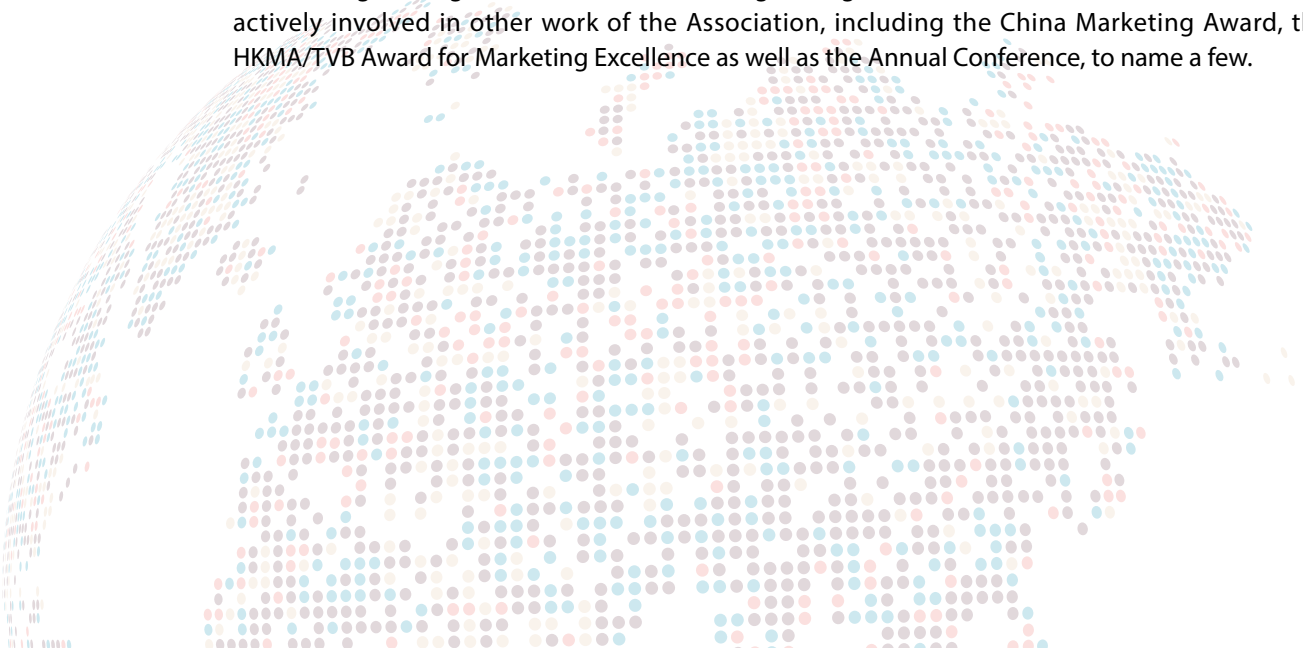 actively involved in other work of the Association, including the China Marketing Award, 
HKMA/TVB Award for Marketing Excellence as well as the Annual Conference, to name a few.